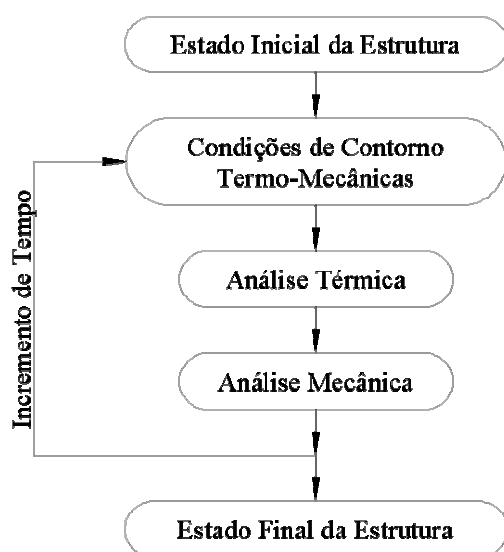 Estado Inicial da Estrutura
Condições de Contorno
Termo-Mecânicas
Análise Térmica
Análise Mecânica
Incremento de Tempo
Estado Final da Estrutura